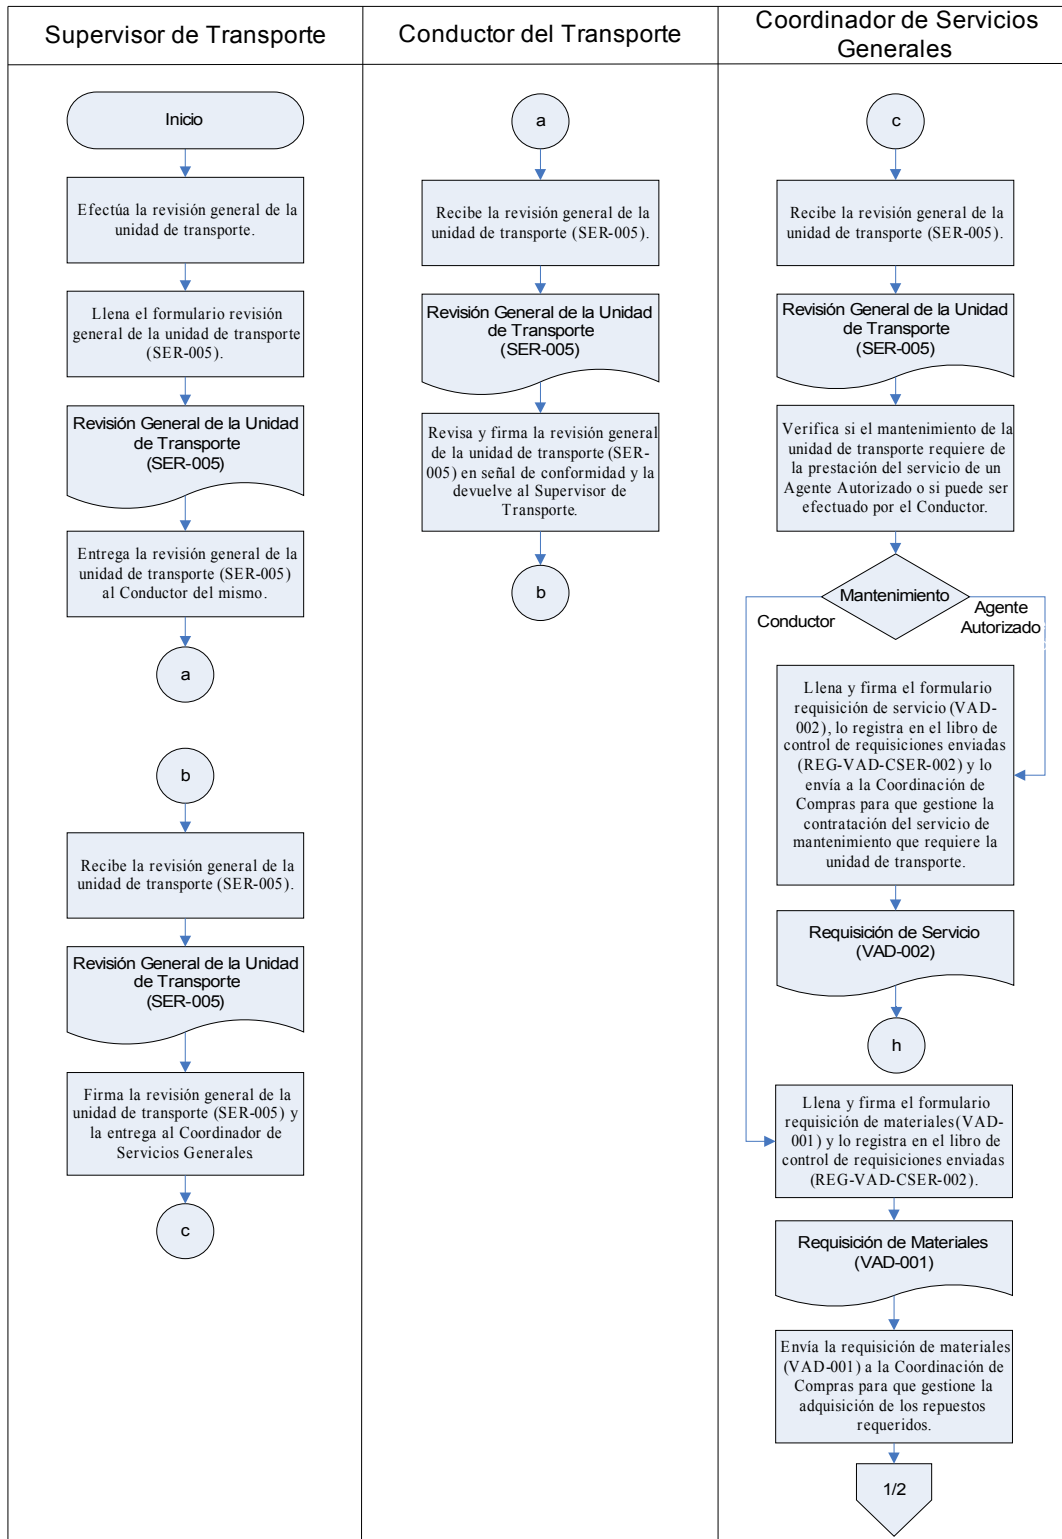 Supervisor de Transporte
Inicio
Efectúa la revisión general de la
unidad de transporte.
Llena el formulario revisión
general de la unidad de transporte
(SER-005).
Revisión General de la Unidad
de Transporte
(SER-005)
Entrega la revisión general de la
unidad de transporte (SER-005)
al Conductor del mismo.
a
b
Recibe la revisión general de la
unidad de transporte (SER-005).
Revisión General de la Unidad
de Transporte
(SER-005)
Firma la revisión general de la
unidad de transporte (SER-005) y
la entrega al Coordinador de
Servicios Generales.
c
Conductor del Transporte
a
Recibe la revisión general de la
unidad de transporte (SER-005).
Revisión General de la Unidad
de Transporte
(SER-005)
Revisa y firma la revisión general
de la unidad de transporte (SER-
005) en señal de conformidad y la
devuelve al Supervisor de
Transporte.
b
Coordinador de Servicios
Generales
c
Recibe la revisión general de la
unidad de transporte (SER-005).
Revisión General de la Unidad
de Transporte
(SER-005)
Verifica si el mantenimiento de la
unidad de transporte requiere de
la prestación del servicio de un
Agente Autorizado o si puede ser
efectuado por el Conductor.
Mantenimiento
Conductor
Agente
Autorizado
Llena y firma el formulario
requisición de servicio (VAD-
002), lo registra en el libro de
control de requisiciones enviadas
(REG-VAD-CSER-002) y lo
envía a la Coordinación de
Compras para que gestione la
contratación del servicio de
mantenimiento que requiere la
unidad de transporte.
Requisición de Servicio
(VAD-002)
h
Llena y firma el formulario
requisición de materiales (VAD-
001) y lo registra en el libro de
control de requisiciones enviadas
(REG-VAD-CSER-002).
Requisición de Materiales
(VAD-001)
Envía la requisición de materiales
(VAD-001) a la Coordinación de
Compras para que gestione la
adquisición de los repuestos
requeridos.
1/2